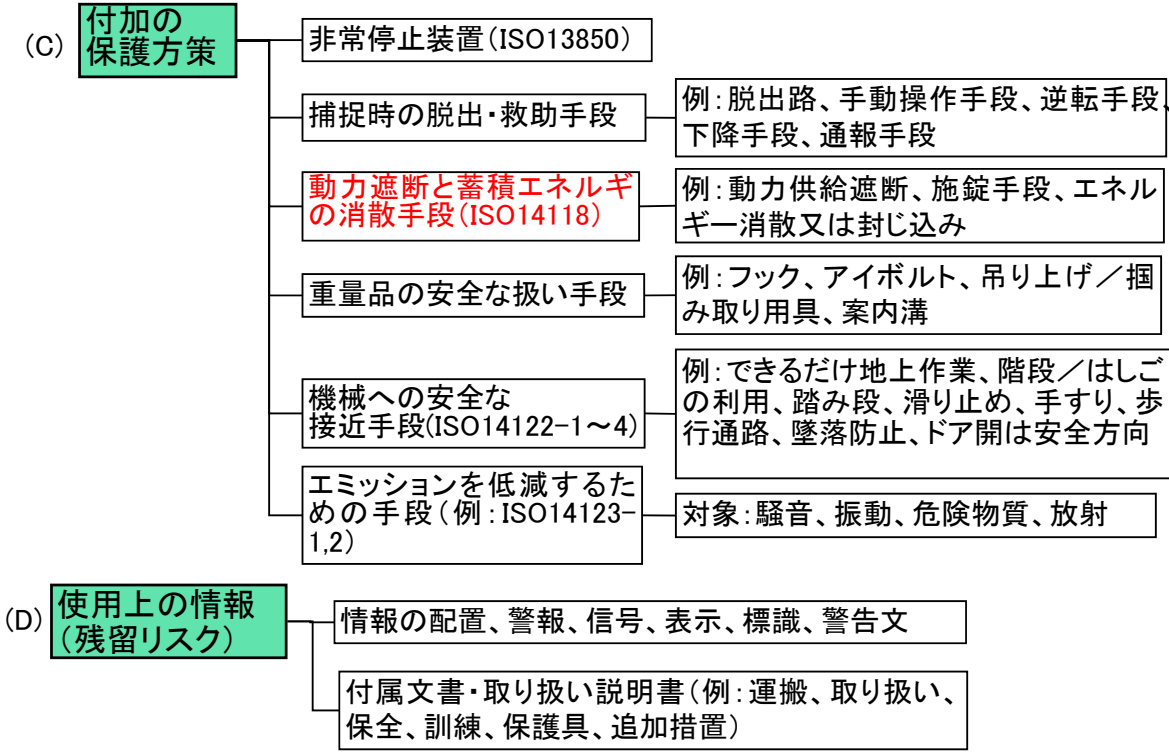 (C)
付加の
保護方策
非常停止装置(ISO13850)
捕捉時の脱出・救助手段
例:脱出路、手動操作手段、逆転手段、
下降手段、通報手段
動力遮断と蓄積エネルギ
の消散手段(ISO14118)
例:動力供給遮断、施錠手段、エネル
ギー消散又は封じ込み
重量品の安全な扱い手段
例:フック、アイボルト、吊り上げ/掴
み取り用具、案内溝
機械への安全な
接近手段(ISO14122-1~4)
例:できるだけ地上作業、階段/はしご
の利用、踏み段、滑り止め、手すり、歩
行通路、墜落防止、ドア開は安全方向
エミッションを低減するた
めの手段(例:ISO14123-
1,2)
対象:騒音、振動、危険物質、放射
(D)
使用上の情報
(残留リスク)
情報の配置、警報、信号、表示、標識、警告文
付属文書・取り扱い説明書(例:運搬、取り扱い、
保全、訓練、保護具、追加措置)